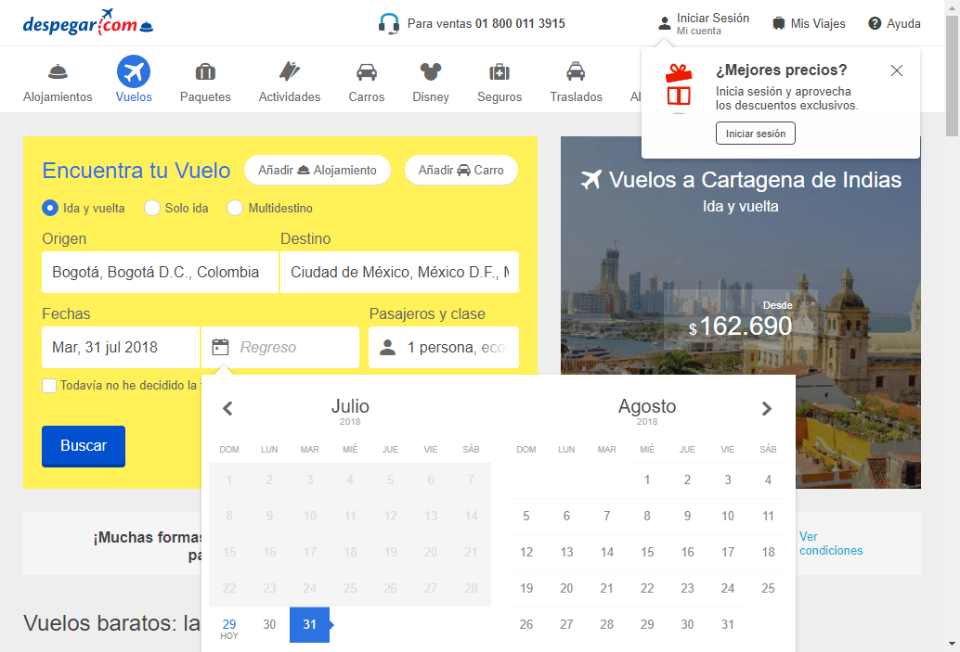 despegar.com
Para ventas 01 800 011 3915
Iniciar Sesión
Mi cuenta
Mis Viajes
Ayuda
Alojamientos
Vuelos
Paquetes
Actividades
Carros
Disney
Seguros
Traslados
¿Mejores precios?
Inicia sesión y aprovecha
los descuentos exclusivos.
Iniciar sesión
Encuentra tu Vuelo
Añadir Alojamiento
Añadir Carro
Ida y vuelta
Solo ida
Multidestino
Origen
Destino
Bogotá, Bogotá D.C., Colombia
Ciudad de México, México D.F.,
Fechas
Pasajeros y clase
Mar, 31 jul 2018
Regreso
1 persona, eco
Todavía no he decidido la
Buscar
Vuelos a Cartagena de Indias
Ida y vuelta
Desde
$ 162.690
Julio
2018
DOM LUN MAR MIÉ JUE VIE SÁB
1 2 3 4 5 6 7
8 9 10 11 12 13 14
15 16 17 18 19 20 21
22 23 24 25 26 27 28
29 30 31
HOY
Agosto
2018
DOM LUN MAR MIÉ JUE VIE SÁB
1 2 3 4
5 6 7 8 9 10 11
12 13 14 15 16 17 18
19 20 21 22 23 24 25
26 27 28 29 30 31
¡Muchas formas
pa
Ver
condiciones
Vuelos baratos: la